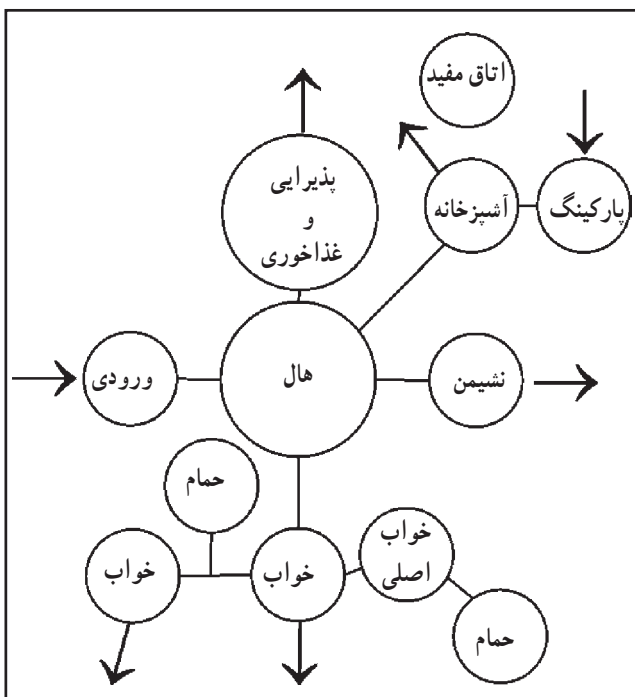 اتاق مفید
پذیرایی
و
غذاخوری
آشپزخانه
پارکینگ
ورودی
هال
نشیمن
حمام
خواب
خواب
خواب
اصلی
حمام